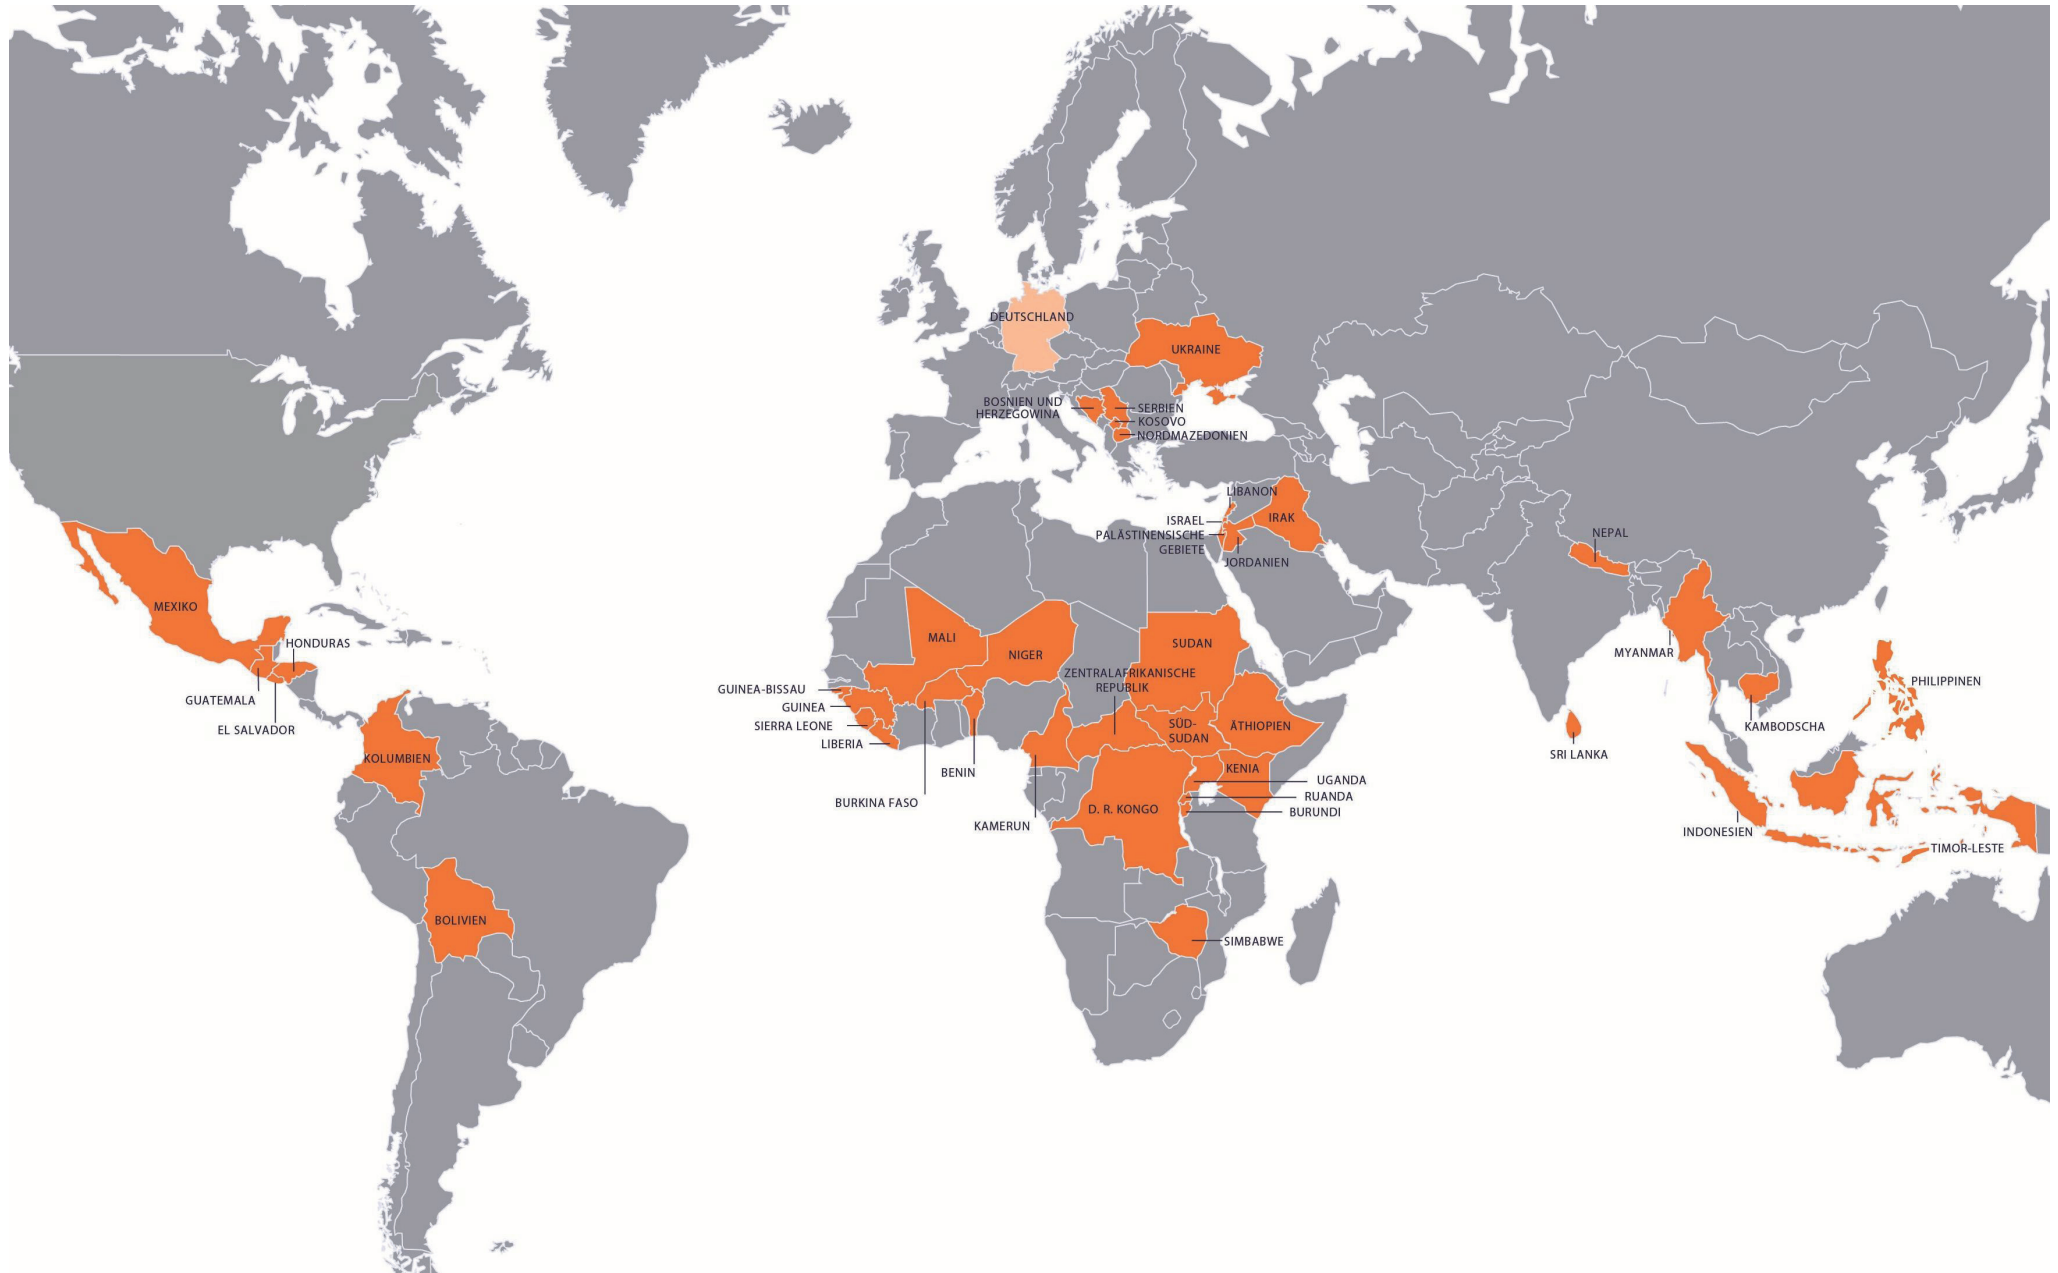 DEUTSCHLAND
UKRAINE
BOSNIEN UND
HERZEGOWINA
SERBIEN
KOSOVO
NORDMAZEDONIEN
LIBANON
IRAK
ISRAEL
PALÄSTINENSISCHE
GEBIETE
JORDANIEN
NEPAL
MYANMAR
PHILIPPINEN
KAMBODSCHA
SRI LANKA
INDONESIEN
TIMOR-LESTE
MEXIKO
HONDURAS
GUATEMALA
EL SALVADOR
KOLUMBIEN
BOLIVIEN
MALI
NIGER
SUDAN
ZENTRALAFRIKANISCHE
REPUBLIK
GUINEA-BISSAU
GUINEA
SIERRA LEONE
LIBERIA
BURKINA FASO
BENIN
KAMERUN
SÜD-
SUDAN
ÄTHIOPIEN
KENIA
UGANDA
RUANDA
BURUNDI
D. R. KONGO
SIMBABWE